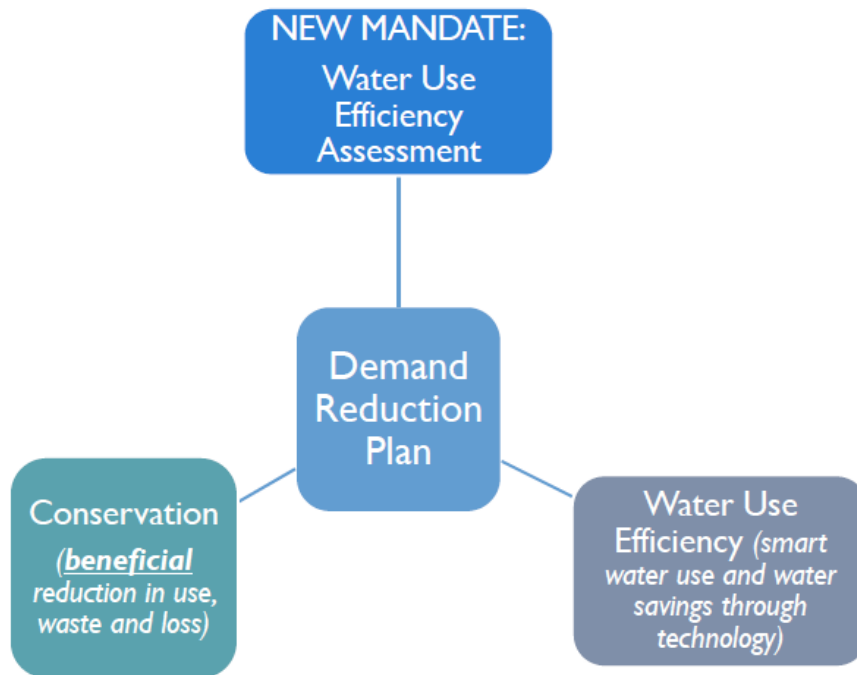 NEW MANDATE:
Water Use
Efficiency
Assessment
Demand
Reduction
Plan
Conservation
(beneficial
reduction in use,
waste and loss)
Water Use
Efficiency (smart
water use and water
savings through
technology)